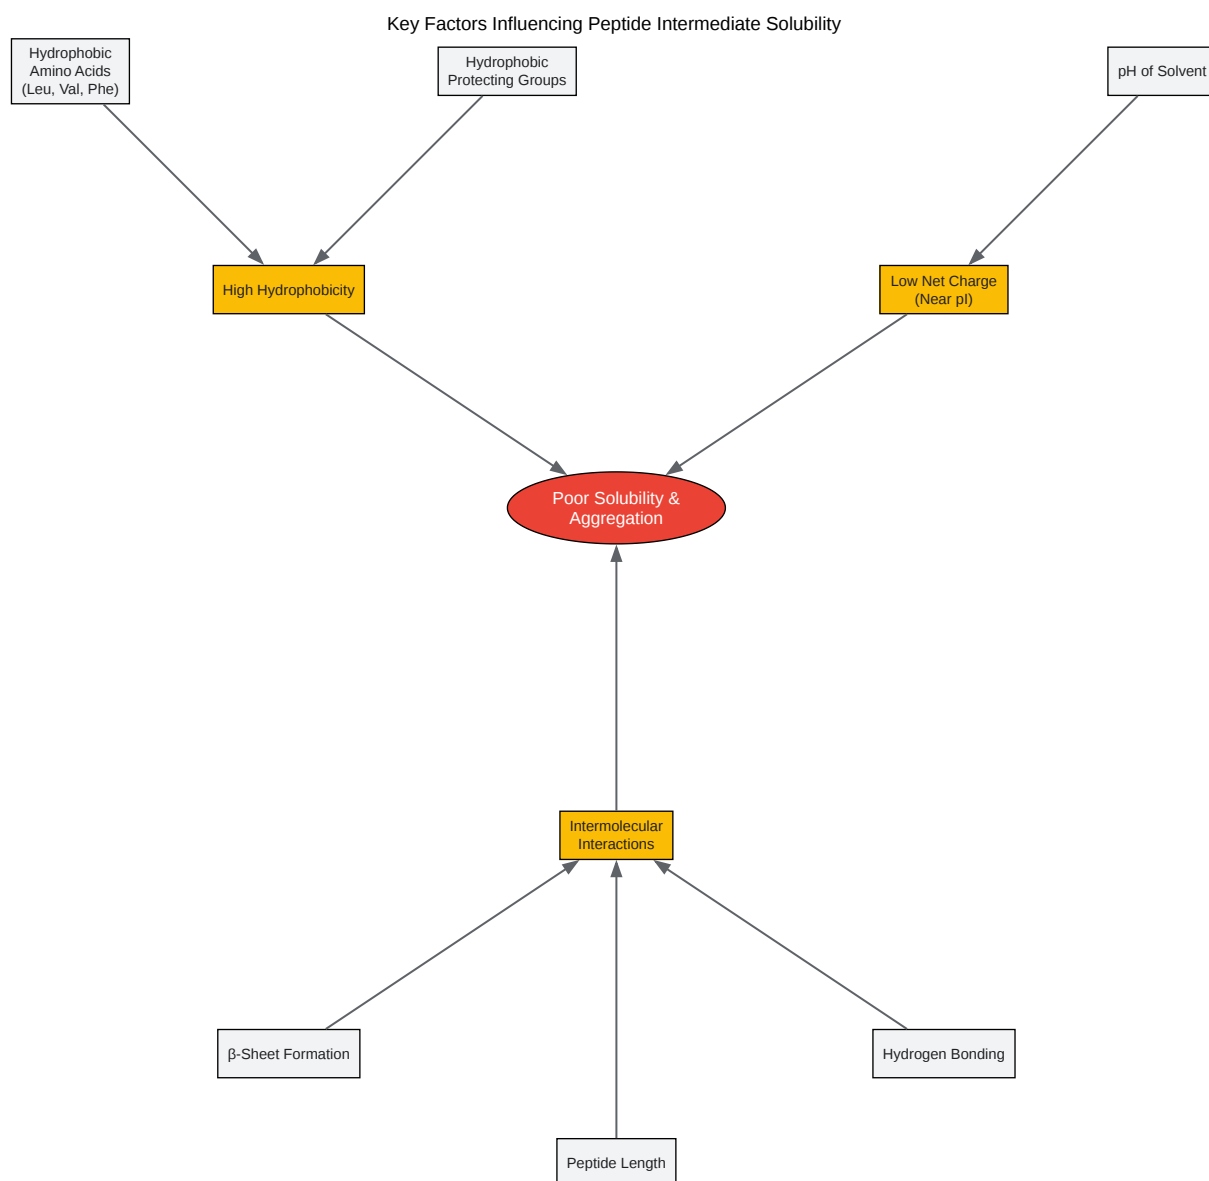 Key Factors Influencing Peptide Intermediate Solubility
Hydrophobic
Amino Acids
(Leu, Val, Phe)
Hydrophobic
Protecting Groups
pH of Solvent
High Hydrophobicity
Low Net Charge
(Near pI)
Poor Solubility &
Aggregation
Intermolecular
Interactions
β-Sheet Formation
Hydrogen Bonding
Peptide Length